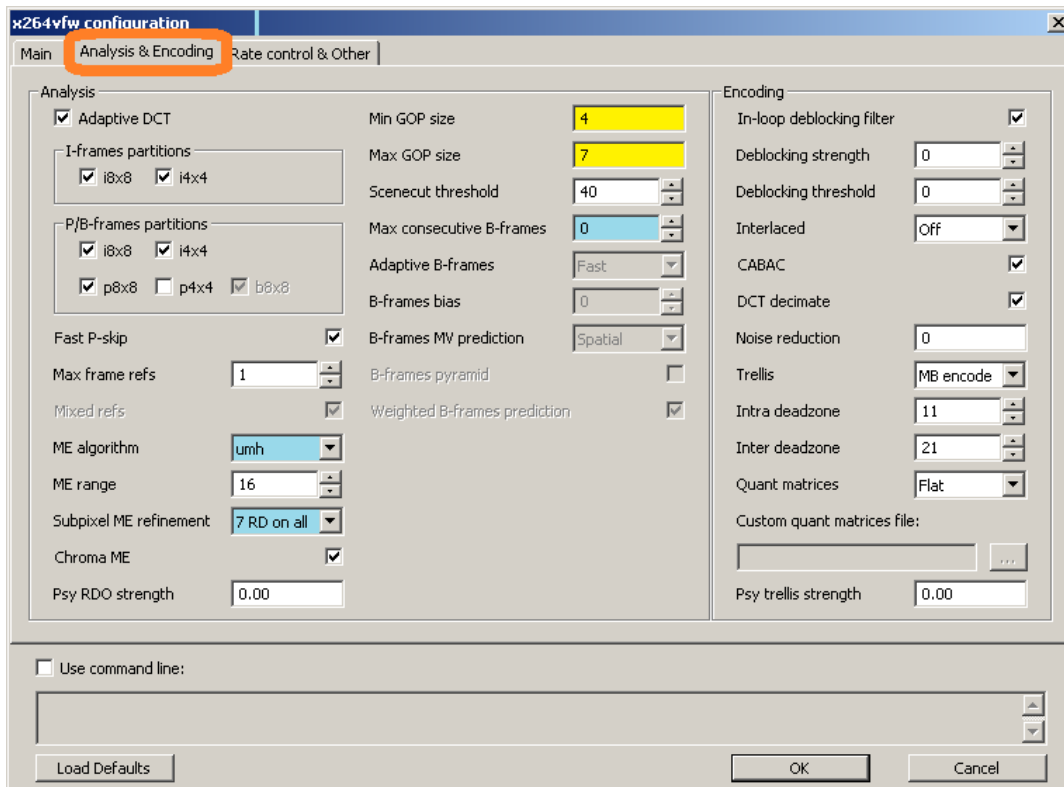 x264vfw configuration
Main
Analysis & Encoding
Rate control & Other
Analysis
Adaptive DCT
I-frames partitions
i8x8
i4x4
P/B-frames partitions
i8x8
i4x4
p8x8
p4x4
b8x8
Fast P-skip
Max frame refs
1
Mixed refs
ME algorithm
umh
ME range
16
Subpixel ME refinement
7 RD on all
Chroma ME
Psy RDO strength
0.00
Min GOP size
4
Max GOP size
7
Scenecut threshold
40
Max consecutive B-frames
0
Adaptive B-frames
Fast
B-frames bias
0
B-frames MV prediction
Spatial
B-frames pyramid
Weighted B-frames prediction
Encoding
In-loop deblocking filter
Deblocking strength
0
Deblocking threshold
0
Interlaced
Off
CABAC
DCT decimate
Noise reduction
0
Trellis
MB encode
Intra deadzone
11
Inter deadzone
21
Quant matrices
Flat
Custom quant matrices file:
...
Psy trellis strength
0.00
Use command line:
Load Defaults
OK
Cancel